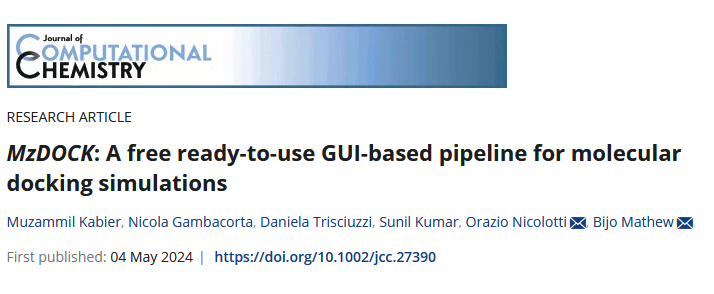 Journal of
COMPUTATIONAL
CHEMISTRY
RESEARCH ARTICLE
MzDOCK: A free ready-to-use GUI-based pipeline for molecular
docking simulations
Muzammil Kabier, Nicola Gambacorta, Daniela Trisciuzzi, Sunil Kumar, Orazio Nicolotti, Bijo Mathew
First published: 04 May 2024 | https://doi.org/10.1002/jcc.27390